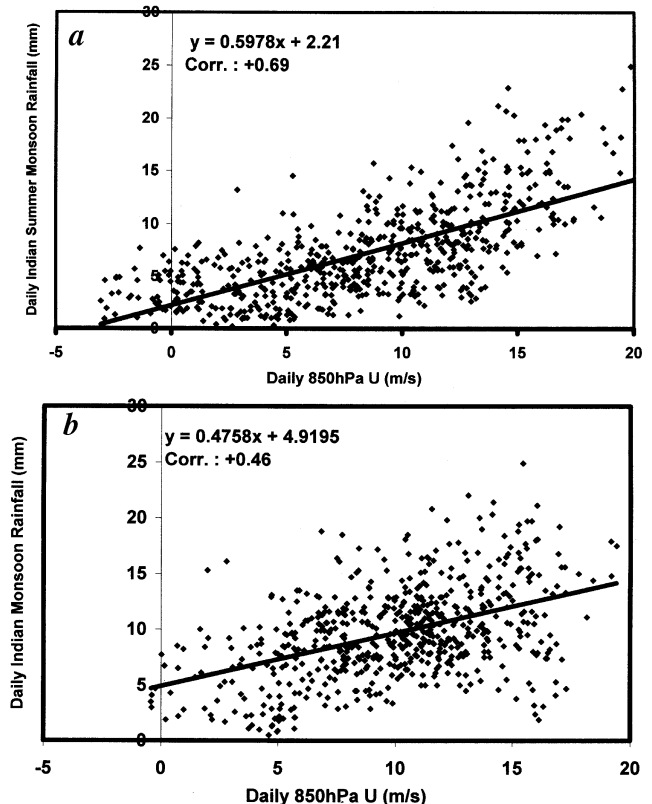 a
y = 0.5978x + 2.21
Corr. : +0.69
Daily Indian Summer Monsoon Rainfall (mm)
30
25
20
15
10
5
0
-5 0 5 10 15 20
Daily 850hPa U (m/s)
b
y = 0.4758x + 4.9195
Corr. : +0.46
Daily Indian Monsoon Rainfall (mm)
30
25
20
15
10
5
0
-5 0 5 10 15 20
Daily 850hPa U (m/s)